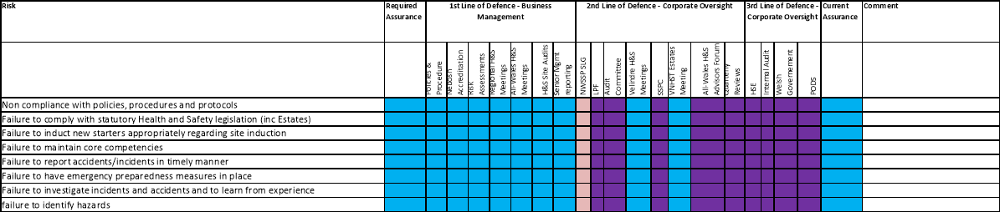 Risk
Required
Assurance
1st Line of Defence - Business
Management
2nd Line of Defence - Corporate Oversight
3rd Line of Defence -
Corporate Oversight
Current
Assurance
Comment
Policies &
Procedure
Accreditation
Risk
Assessments
Regional H&S
Meetings
All-Wales H&S
Meetings
H&S Site Audits
Senior Mgmt
reporting
NWSSP SLG
LPF
Audit
Committee
Velindre H&S
Meetings
SSPC
VNHST Estates
Meeting
All-Wales H&S
Advisors Forum
Reviews
HSE
Internal Audit
Welsh
Governement
PODS
Non compliance with policies, procedures and protocols
Failure to comply with statutory Health and Safety legislation (inc Estates)
Failure to induct new starters appropriately regarding site induction
Failure to maintain core competencies
Failure to report accidents/incidents in timely manner
Failure to have emergency preparedness measures in place
Failure to investigate incidents and accidents and to learn from experience
failure to identify hazards